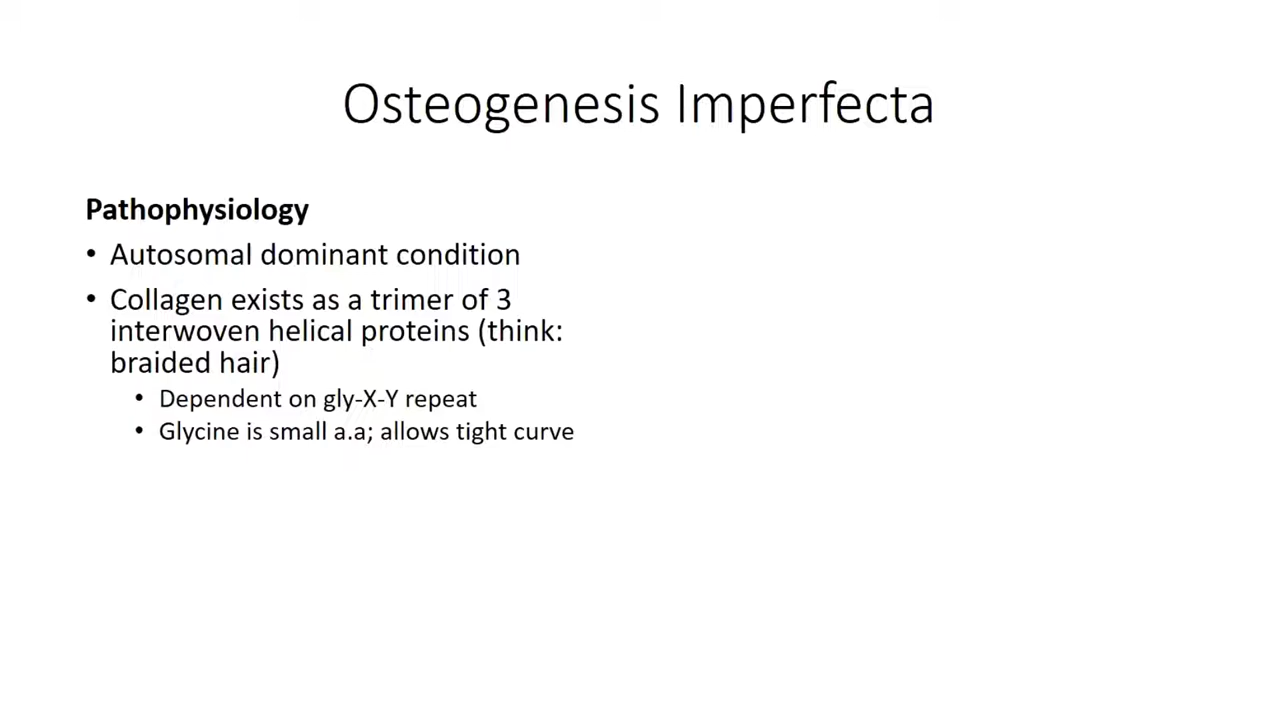 Osteogenesis Imperfecta
Pathophysiology
• Autosomal dominant condition
• Collagen exists as a trimer of 3
interwoven helical proteins (think:
braided hair)
• Dependent on gly-X-Y repeat
• Glycine is small a.a; allows tight curve